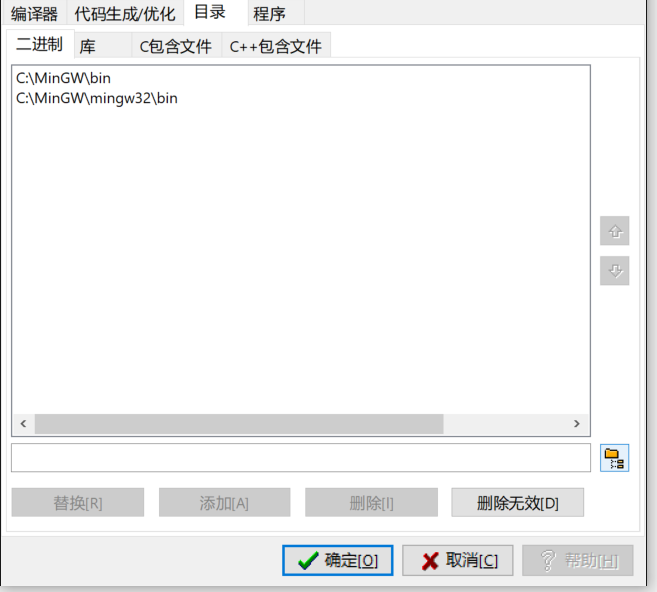 编译器 代码生成/优化 目录 程序
二进制 库 C包含文件 C++包含文件
C:\MinGW\bin
C:\MinGW\mingw32\bin
替换[R] 添加[A] 删除[I] 删除无效[D]
确定[O] 取消[C] 帮助[H]